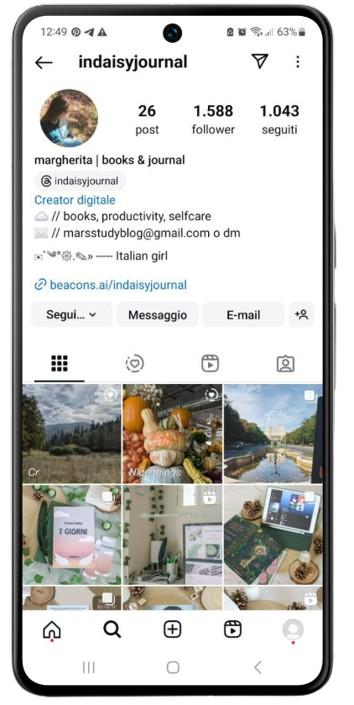 12:49
63%
indaisyjournal
26 1.588 1.043
post follower seguiti
margherita | books & journal
indaisyjournal
Creator digitale
☁️ // books, productivity, selfcare
✉️ // marsstudyblog@gmail.com o dm
---- Italian girl
beacons.ai/indaisyjournal
Segui... Messaggio E-mail
Cr
Nice things
7 GIORNI